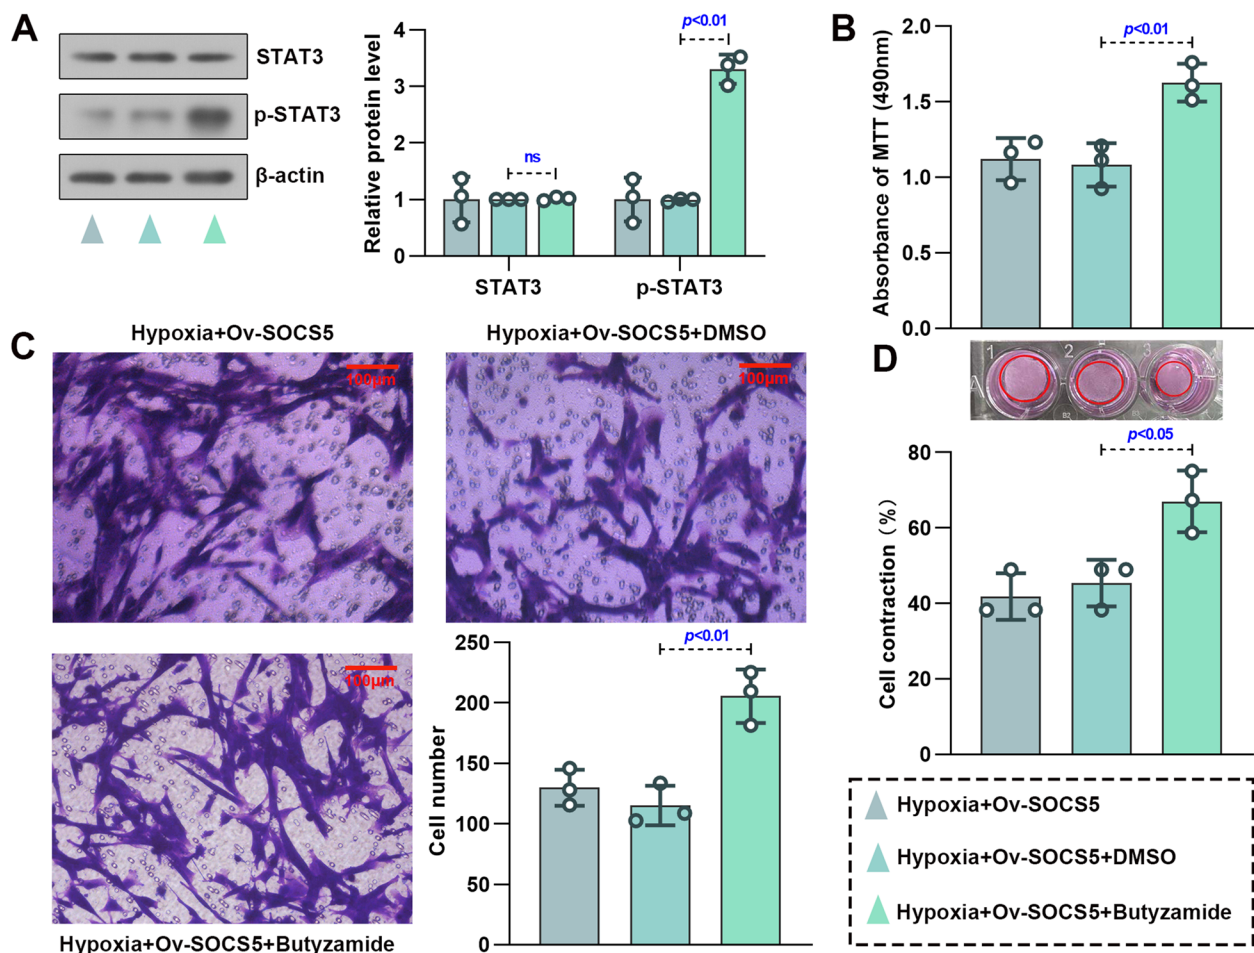 A
STAT3
p-STAT3
β-actin
Relative protein level
4
3
2
1
0
ns
p<0.01
STAT3
p-STAT3
B
Absorbance of MTT (490nm)
2.0
1.5
1.0
0.5
0.0
p<0.01
C
Hypoxia+Ov-SOCS5
100μm
Hypoxia+Ov-SOCS5+DMSO
100μm
100μm
Hypoxia+Ov-SOCS5+Butyzamide
Cell number
250
200
150
100
50
0
p<0.01
D
1
2
3
A
B2
Cell contraction (%)
80
60
40
20
0
p<0.05
Hypoxia+Ov-SOCS5
Hypoxia+Ov-SOCS5+DMSO
Hypoxia+Ov-SOCS5+Butyzamide